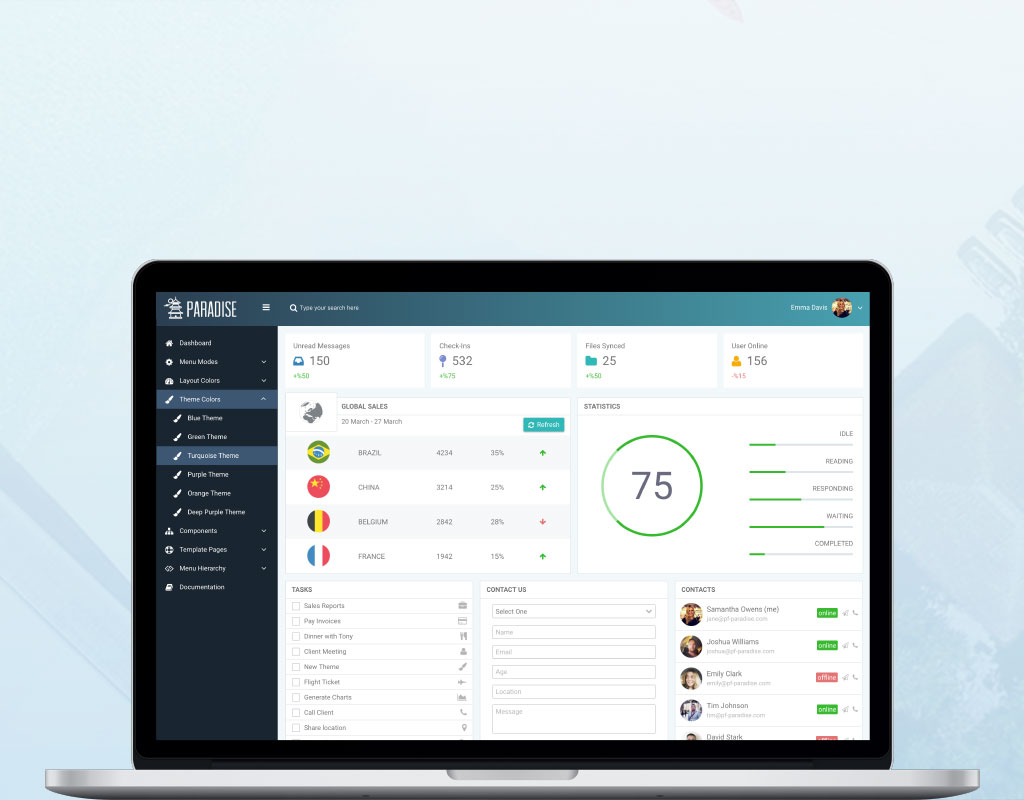 PARADISE
Type your search here
Emma Davis
Dashboard
Menu Modes
Layout Colors
Theme Colors
Blue Theme
Green Theme
Turquoise Theme
Purple Theme
Orange Theme
Deep Purple Theme
Components
Template Pages
Menu Hierarchy
Documentation
Unread Messages
150
+%50
Check-Ins
532
+%75
Files Synced
25
+%50
User Online
156
-%15
GLOBAL SALES
20 March - 27 March
Refresh
BRAZIL 4234 35%
CHINA 3214 25%
BELGIUM 2842 28%
FRANCE 1942 15%
STATISTICS
75
IDLE
READING
RESPONDING
WAITING
COMPLETED
TASKS
Sales Reports
Pay Invoices
Dinner with Tony
Client Meeting
New Theme
Flight Ticket
Generate Charts
Call Client
Share location
CONTACT US
Select One
Name
Email
Age
Location
Message
CONTACTS
Samantha Owens (me) online
jane@pf-paradise.com
Joshua Williams online
joshua@pf-paradise.com
Emily Clark offline
emily@pf-paradise.com
Tim Johnson online
tim@pf-paradise.com
David Stark